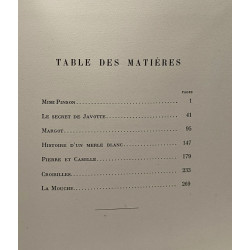 TABLE DES MATIÈRES
PAGES
MIMI PINSON 1
LE SECRET DE JAVOTTE 41
MARGOT 95
HISTOIRE D'UN MERLE BLANC 147
PIERRE ET CAMILLE 179
CROISILLES 233
LA MOUCHE 269